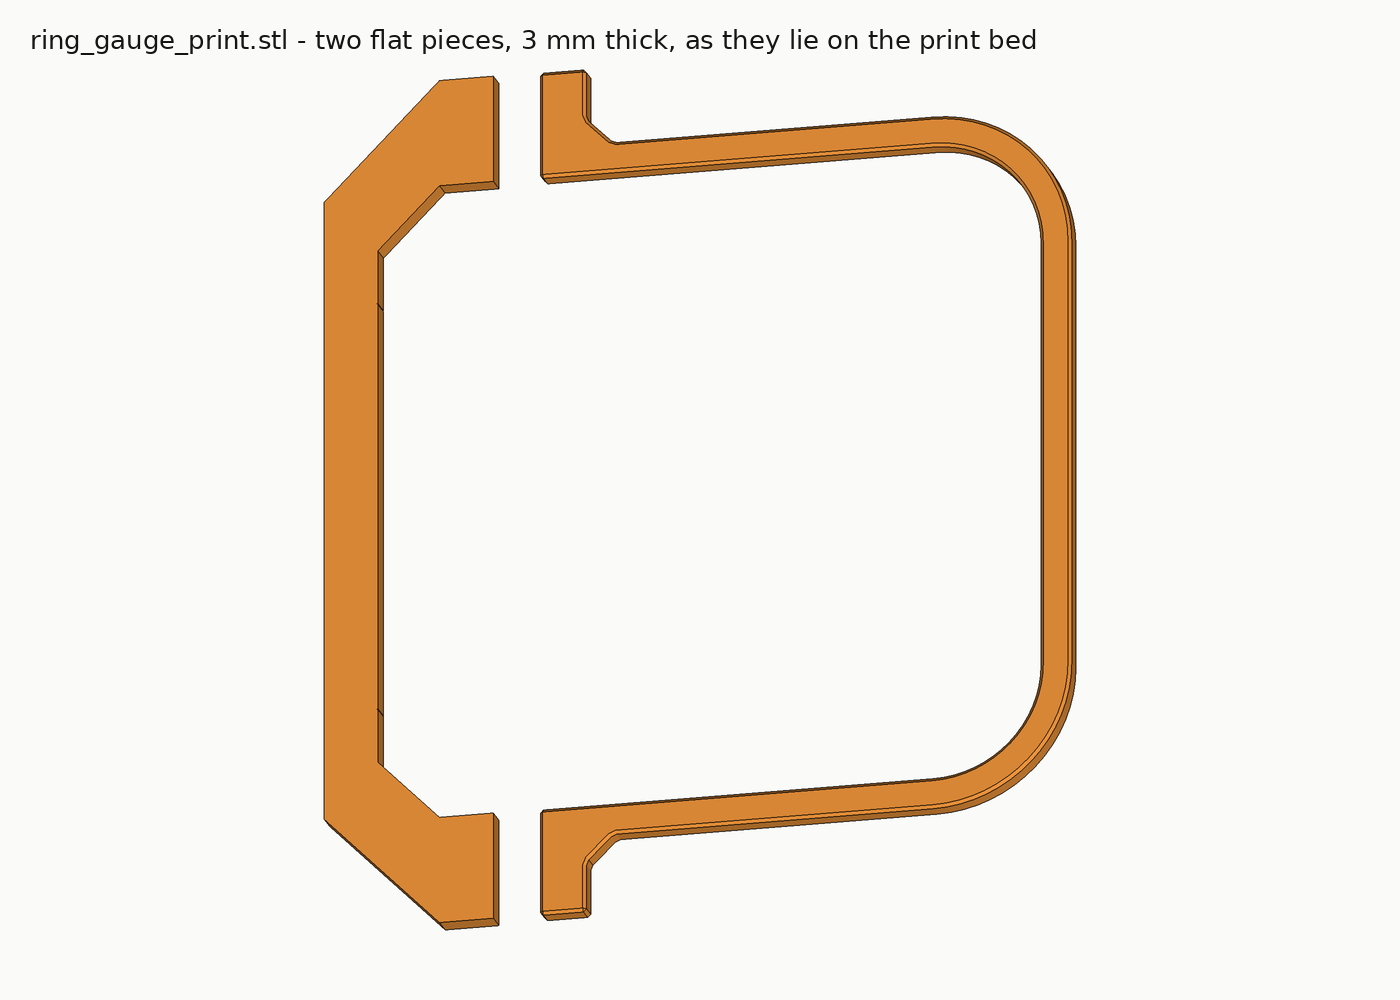 ring_gauge_print.stl - two flat pieces, 3 mm thick, as they lie on the print bed